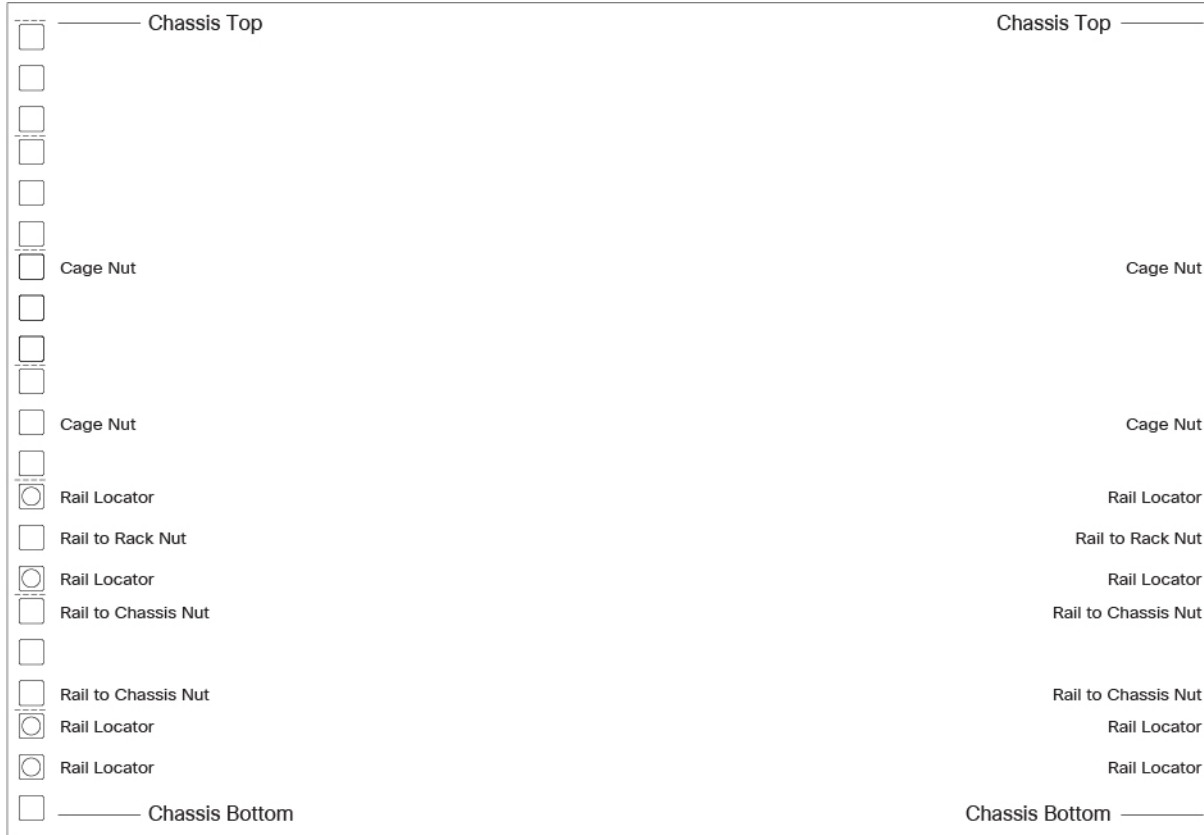 Chassis Top Chassis Top
Cage Nut Cage Nut
Cage Nut Cage Nut
Rail Locator Rail Locator
Rail to Rack Nut Rail to Rack Nut
Rail Locator Rail Locator
Rail to Chassis Nut Rail to Chassis Nut
Rail to Chassis Nut Rail to Chassis Nut
Rail Locator Rail Locator
Rail Locator Rail Locator
Chassis Bottom Chassis Bottom